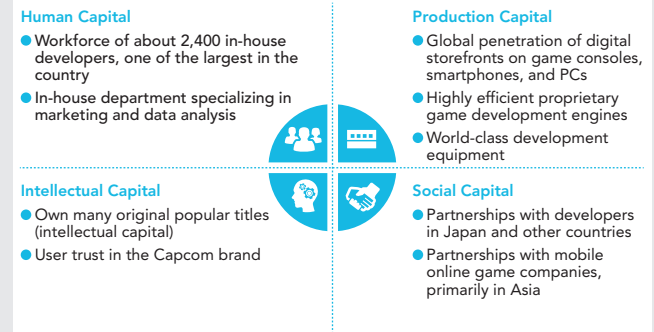 Human Capital
● Workforce of about 2,400 in-house
developers, one of the largest in the
country
● In-house department specializing in
marketing and data analysis
Production Capital
● Global penetration of digital
storefronts on game consoles,
smartphones, and PCs
● Highly efficient proprietary
game development engines
● World-class development
equipment
Intellectual Capital
● Own many original popular titles
(intellectual capital)
● User trust in the Capcom brand
Social Capital
● Partnerships with developers
in Japan and other countries
● Partnerships with mobile
online game companies,
primarily in Asia